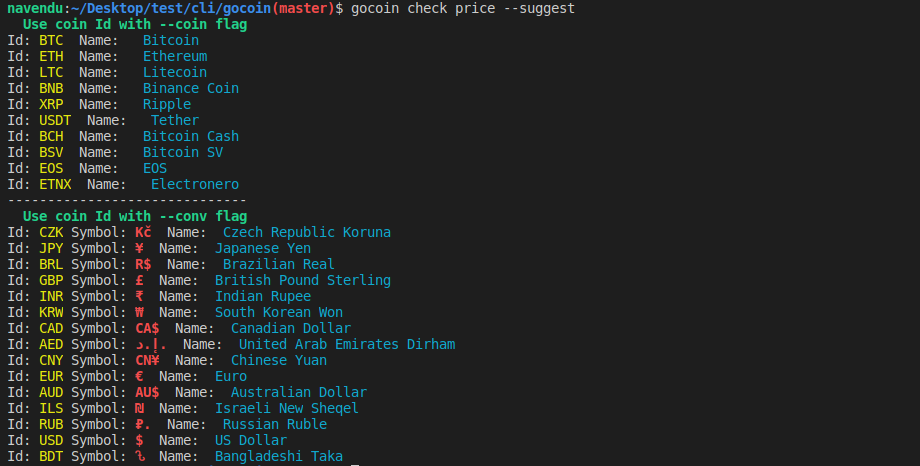 navendu:~/Desktop/test/cli/gocoin(master)$ gocoin check price --suggest
Use coin Id with --coin flag
Id: BTC Name: Bitcoin
Id: ETH Name: Ethereum
Id: LTC Name: Litecoin
Id: BNB Name: Binance Coin
Id: XRP Name: Ripple
Id: USDT Name: Tether
Id: BCH Name: Bitcoin Cash
Id: BSV Name: Bitcoin SV
Id: EOS Name: EOS
Id: ETNX Name: Electronero
------------------------------
Use coin Id with --conv flag
Id: CZK Symbol: Kč Name: Czech Republic Koruna
Id: JPY Symbol: ¥ Name: Japanese Yen
Id: BRL Symbol: R$ Name: Brazilian Real
Id: GBP Symbol: £ Name: British Pound Sterling
Id: INR Symbol: ₹ Name: Indian Rupee
Id: KRW Symbol: ₩ Name: South Korean Won
Id: CAD Symbol: CA$ Name: Canadian Dollar
Id: AED Symbol: د.إ. Name: United Arab Emirates Dirham
Id: CNY Symbol: CN¥ Name: Chinese Yuan
Id: EUR Symbol: € Name: Euro
Id: AUD Symbol: AU$ Name: Australian Dollar
Id: ILS Symbol: ₪ Name: Israeli New Sheqel
Id: RUB Symbol: ₽. Name: Russian Ruble
Id: USD Symbol: $ Name: US Dollar
Id: BDT Symbol: ৳ Name: Bangladeshi Taka